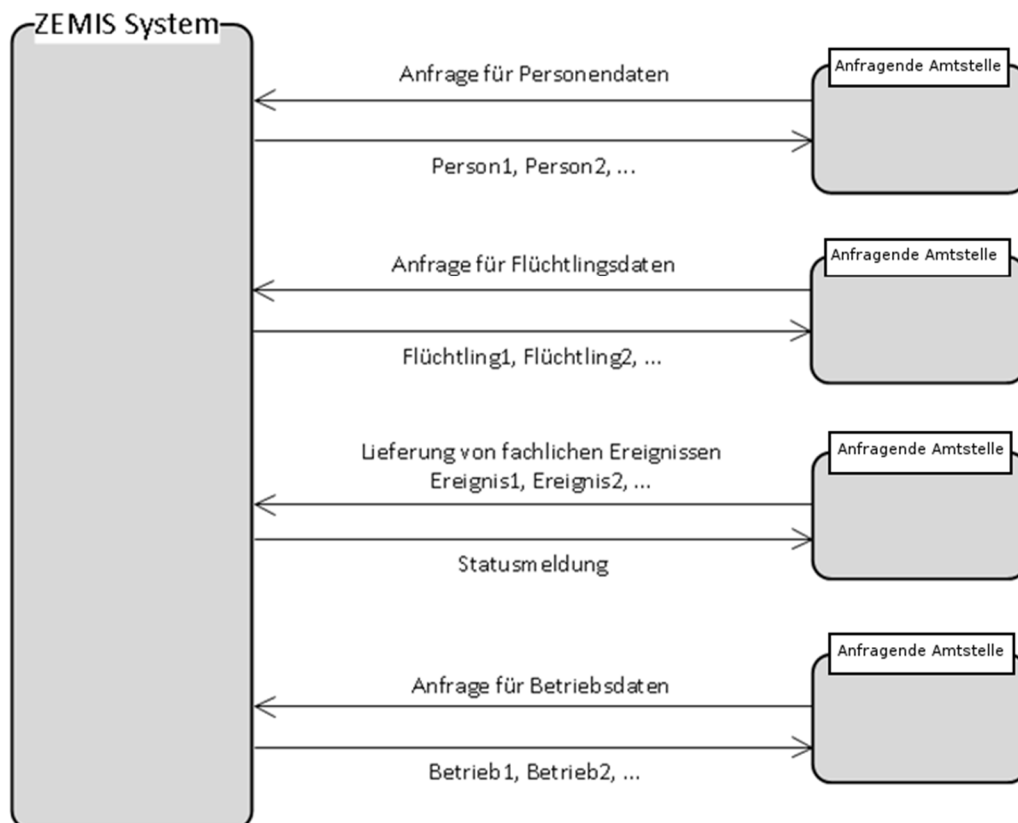 ZEMIS System
Anfrage für Personendaten
Anfragende Amtstelle
Person1, Person2, ...
Anfrage für Flüchtlingsdaten
Anfragende Amtstelle
Flüchtling1, Flüchtling2, ...
Lieferung von fachlichen Ereignissen
Ereignis1, Ereignis2, ...
Anfragende Amtstelle
Statusmeldung
Anfrage für Betriebsdaten
Anfragende Amtstelle
Betrieb1, Betrieb2, ...